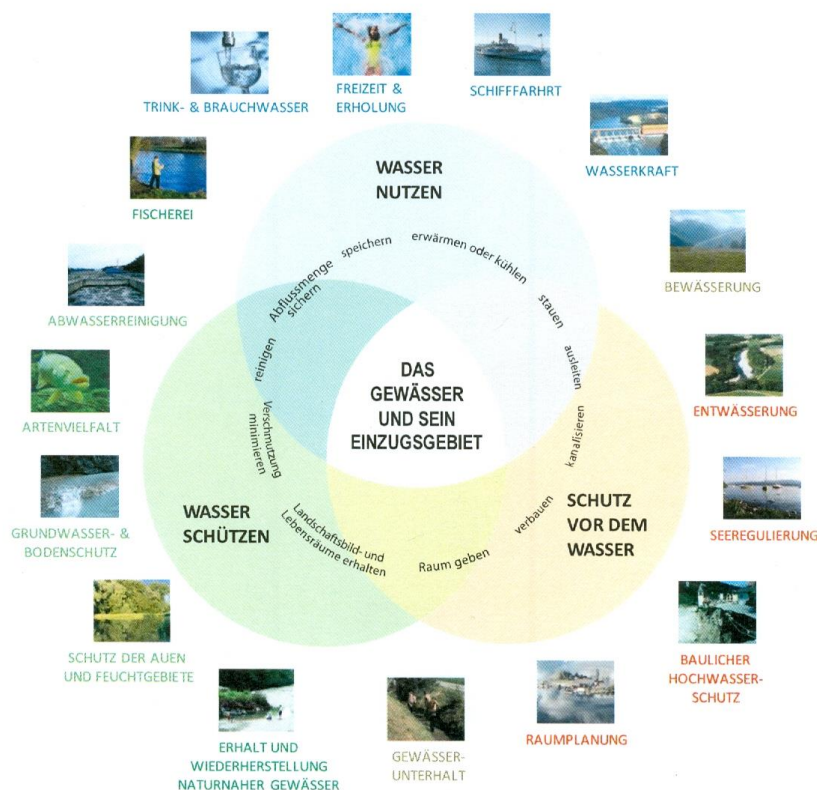 TRINK- & BRAUCHWASSER
FREIZEIT &
ERHOLUNG
SCHIFFFAHRT
WASSERKRAFT
BEWÄSSERUNG
ENTWÄSSERUNG
SEEREGULIERUNG
BAULICHER
HOCHWASSER-
SCHUTZ
RAUMPLANUNG
GEWÄSSER-
UNTERHALT
ERHALT UND
WIEDERHERSTELLUNG
NATURNAHER GEWÄSSER
SCHUTZ DER AUEN
UND FEUCHTGEBIETE
GRUNDWASSER- &
BODENSCHUTZ
ARTENVIELFALT
ABWASSERREINIGUNG
FISCHEREI
WASSER
NUTZEN
SCHUTZ
VOR DEM
WASSER
WASSER
SCHÜTZEN
DAS
GEWÄSSER
UND SEIN
EINZUGSGEBIET
speichern
erwärmen oder kühlen
stauen
ausleiten
kanalisieren
verbauen
Raum geben
Landschaftsbild- und
Lebensräume erhalten
Verschmutzung
minimieren
reinigen
Abflussmenge
sichern